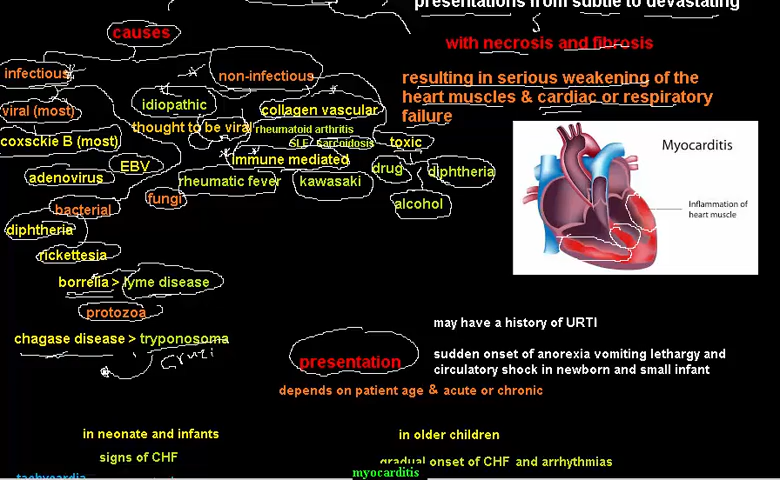 presentations from subtle to devastating
causes
with necrosis and fibrosis
infectious
non-infectious
resulting in serious weakening of the
heart muscles & cardiac or respiratory
failure
viral (most)
idiopathic
collagen vascular
thought to be viral
rheumatoid arthritis
SLE sarcoidosis
coxsckie B (most)
toxic
EBV
immune mediated
adenovirus
rheumatic fever
kawasaki
drug
diphtheria
fungi
alcohol
bacterial
diphtheria
rickettesia
borrelia > lyme disease
protozoa
chagase disease > tryponosoma
Cruzi
Myocarditis
Inflammation of
heart muscle
may have a history of URTI
presentation
sudden onset of anorexia vomiting lethargy and
circulatory shock in newborn and small infant
depends on patient age & acute or chronic
in neonate and infants
in older children
signs of CHF
gradual onset of CHF and arrhythmias
tachycardia
myocarditis